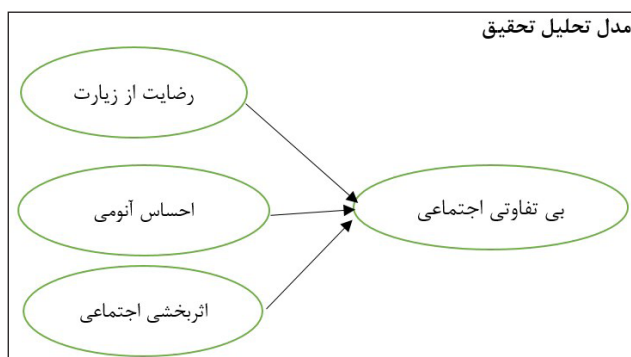 مدل تحلیل تحقیق
رضایت از زیارت
احساس آنومی
بی تفاوتی اجتماعی
اثربخشی اجتماعی